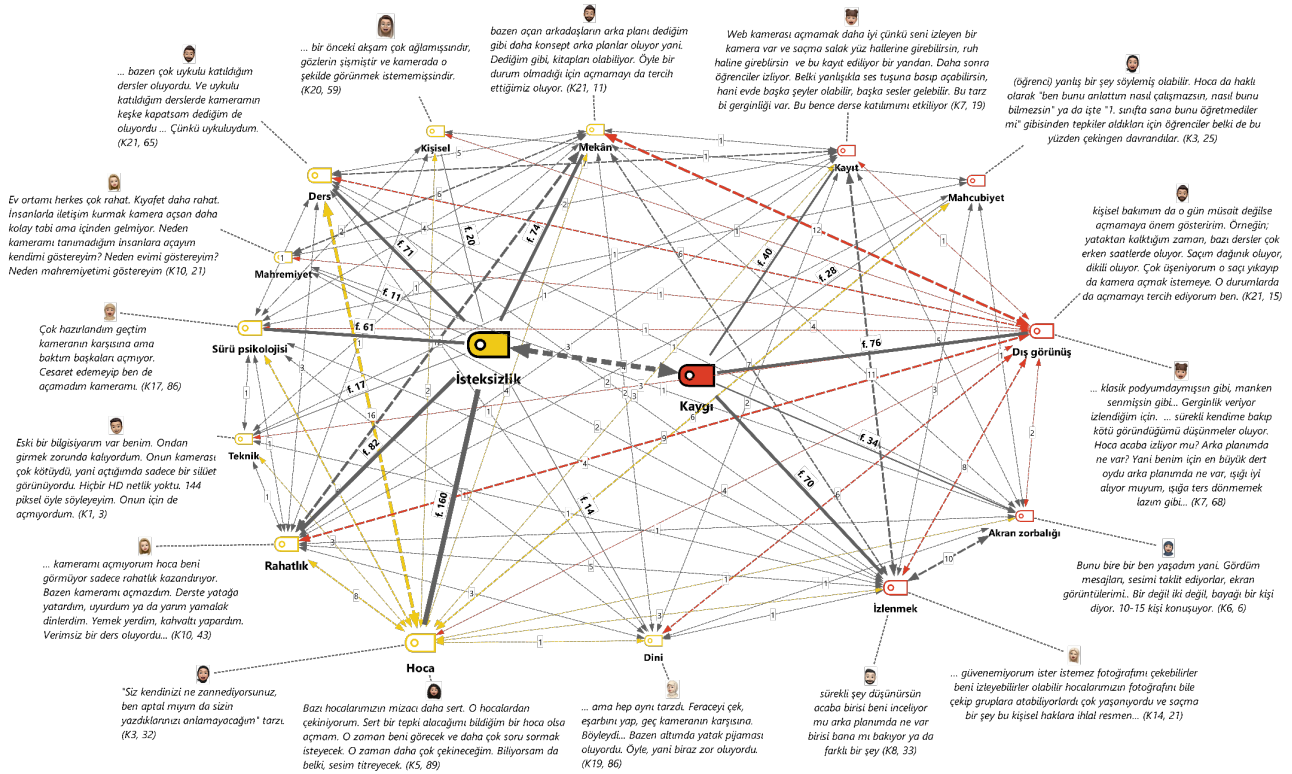 ... bir önceki akşam çok ağlamışsındır,
gözlerin şişmiştir ve kamerada o
şekilde görünmek istememişsindir.
(K20, 59)
bazen açan arkadaşların arka planı dediğim
gibi daha konsept arka planlar oluyor yani.
Dediğim gibi, kitapları olabiliyor. Öyle bir
durum olmadığı için açmamayı da tercih
ettiğimiz oluyor. (K21, 11)
Web kamerası açmamak daha iyi çünkü seni izleyen bir
kamera var ve saçma salak yüz hallerine girebilirsin, ruh
haline girebilirsin ve bu kayıt ediliyor bir yandan. Daha sonra
öğrenciler izliyor. Belki yanlışıkla ses tuşuna basıp açabilirsin,
hani evde başka şeyler olabilir, başka sesler gelebilir. Bu tarz
bi gerginliği var. Bu bence derse katılımımı etkiliyor (K7, 19)
... bazen çok uykulu katıldığım
dersler oluyordu. Ve uykulu
katıldığım derslerde kameramın
keşke kapatsam dediğim de
oluyordu ... Çünkü uykuluydum.
(K21, 65)
(öğrenci) yanlış bir şey söylemiş olabilir. Hoca da haklı
olarak "ben bunu anlattım nasıl çalışmazsın, nasıl bunu
bilmezsin" ya da işte "1. sınıfta sana bunu öğretmediler
mi" gibisinden tepkiler aldıkları için öğrenciler belki de bu
yüzden çekingen davrandılar. (K3, 25)
Kişisel
Mekân
Kayıt
Mahcubiyet
Ders
Ev ortamı herkes çok rahat. Kıyafet daha rahat.
İnsanlarla iletişim kurmak kamera açsan daha
kolay tabi ama içinden gelmiyor. Neden
kameramı tanımadığım insanlara açayım
kendimi göstereyim? Neden evimi göstereyim?
Neden mahremiyetimi göstereyim (K10, 21)
kişisel bakımım da o gün müsait değilse
açmamaya önem gösteririm. Örneğin;
yataktan kalktığım zaman, bazı dersler çok
erken saatlerde oluyor. Saçım dağınık oluyor,
dikili oluyor. Çok üşeniyorum o saçı yıkayıp
da kamera açmak istemeye. O durumlarda
da açmamayı tercih ediyorum ben. (K21, 15)
f. 71
f. 20
f. 74
f. 40
f. 28
Mahremiyet
f. 11
Çok hazırlandım geçtim
kameranın karşısına ama
baktım başkaları açmıyor.
Cesaret edemeyip ben de
açamadım kameramı. (K17, 86)
Sürü psikolojisi
f. 61
f. 76
Dış görünüş
İsteksizlik
Kaygı
f. 17
... klasik podyumdaymışsın gibi, manken
senmişsin gibi... Gerginlik veriyor
izlendiğim için. ... sürekli kendime bakıp
kötü göründüğümü düşünmeler oluyor.
Hoca acaba izliyor mu? Arka planımda
ne var? Yani benim için en büyük dert
oydu arka planımda ne var, ışığı iyi
alıyor muyum, ışığa ters dönmemek
lazım gibi... (K7, 68)
Eski bir bilgisiyarım var benim. Ondan
girmek zorunda kalıyordum. Onun kamerası
çok kötüydü, yani açtığımda sadece bir silüet
görünüyordu. Hiçbir HD netlik yoktu. 144
piksel öyle söyleyeyim. Onun için de
açmıyordum. (K1, 3)
Teknik
f. 82
f. 34
f. 70
f. 160
f. 14
Rahatlık
Akran zorbalığı
... kameramı açmıyorum hoca beni
görmüyor sadece rahatlık kazandırıyor.
Bazen kameramı açmazdım. Derste yatağa
yatardım, uyurdum ya da yarım yamalak
dinlerdim. Yemek yerdim, kahvaltı yapardım.
Verimsiz bir ders oluyordu... (K10, 43)
Bunu bire bir ben yaşadım yani. Gördüm
mesajları, sesimi taklit ediyorlar, ekran
görüntülerimi.. Bir değil iki değil, bayağı bir kişi
diyor. 10-15 kişi konuşuyor. (K6, 6)
İzlenmek
Hoca
Dini
"Siz kendinizi ne zannediyorsunuz,
ben aptal mıyım da sizin
yazdıklarınızı anlamayacağım" tarzı.
(K3, 32)
Bazı hocalarımızın mizacı daha sert. O hocalardan
çekiniyorum. Sert bir tepki alacağımı bildiğim bir hoca olsa
açmam. O zaman beni görecek ve daha çok soru sormak
isteyecek. O zaman daha çok çekineceğim. Biliyorsam da
belki, sesim titreyecek. (K5, 89)
... ama hep aynı tarzdı. Feraceyi çek,
eşarbını yap, geç kameranın karşısına.
Böyleydi... Bazen altımda yatak pijaması
oluyordu. Öyle, yani biraz zor oluyordu.
(K19, 86)
sürekli şey düşünürsün
acaba birisi beni inceliyor
mu arka planımda ne var
birisi bana mı bakıyor ya da
farklı bir şey (K8, 33)
... güvenemiyorum ister istemez fotoğrafımı çekebilirler
beni izleyebilirler olabilir hocalarımızın fotoğrafını bile
çekip gruplara atabiliyorlardı çok yaşanıyordu ve saçma
bir şey bu kişisel haklara ihlal resmen... (K14, 21)